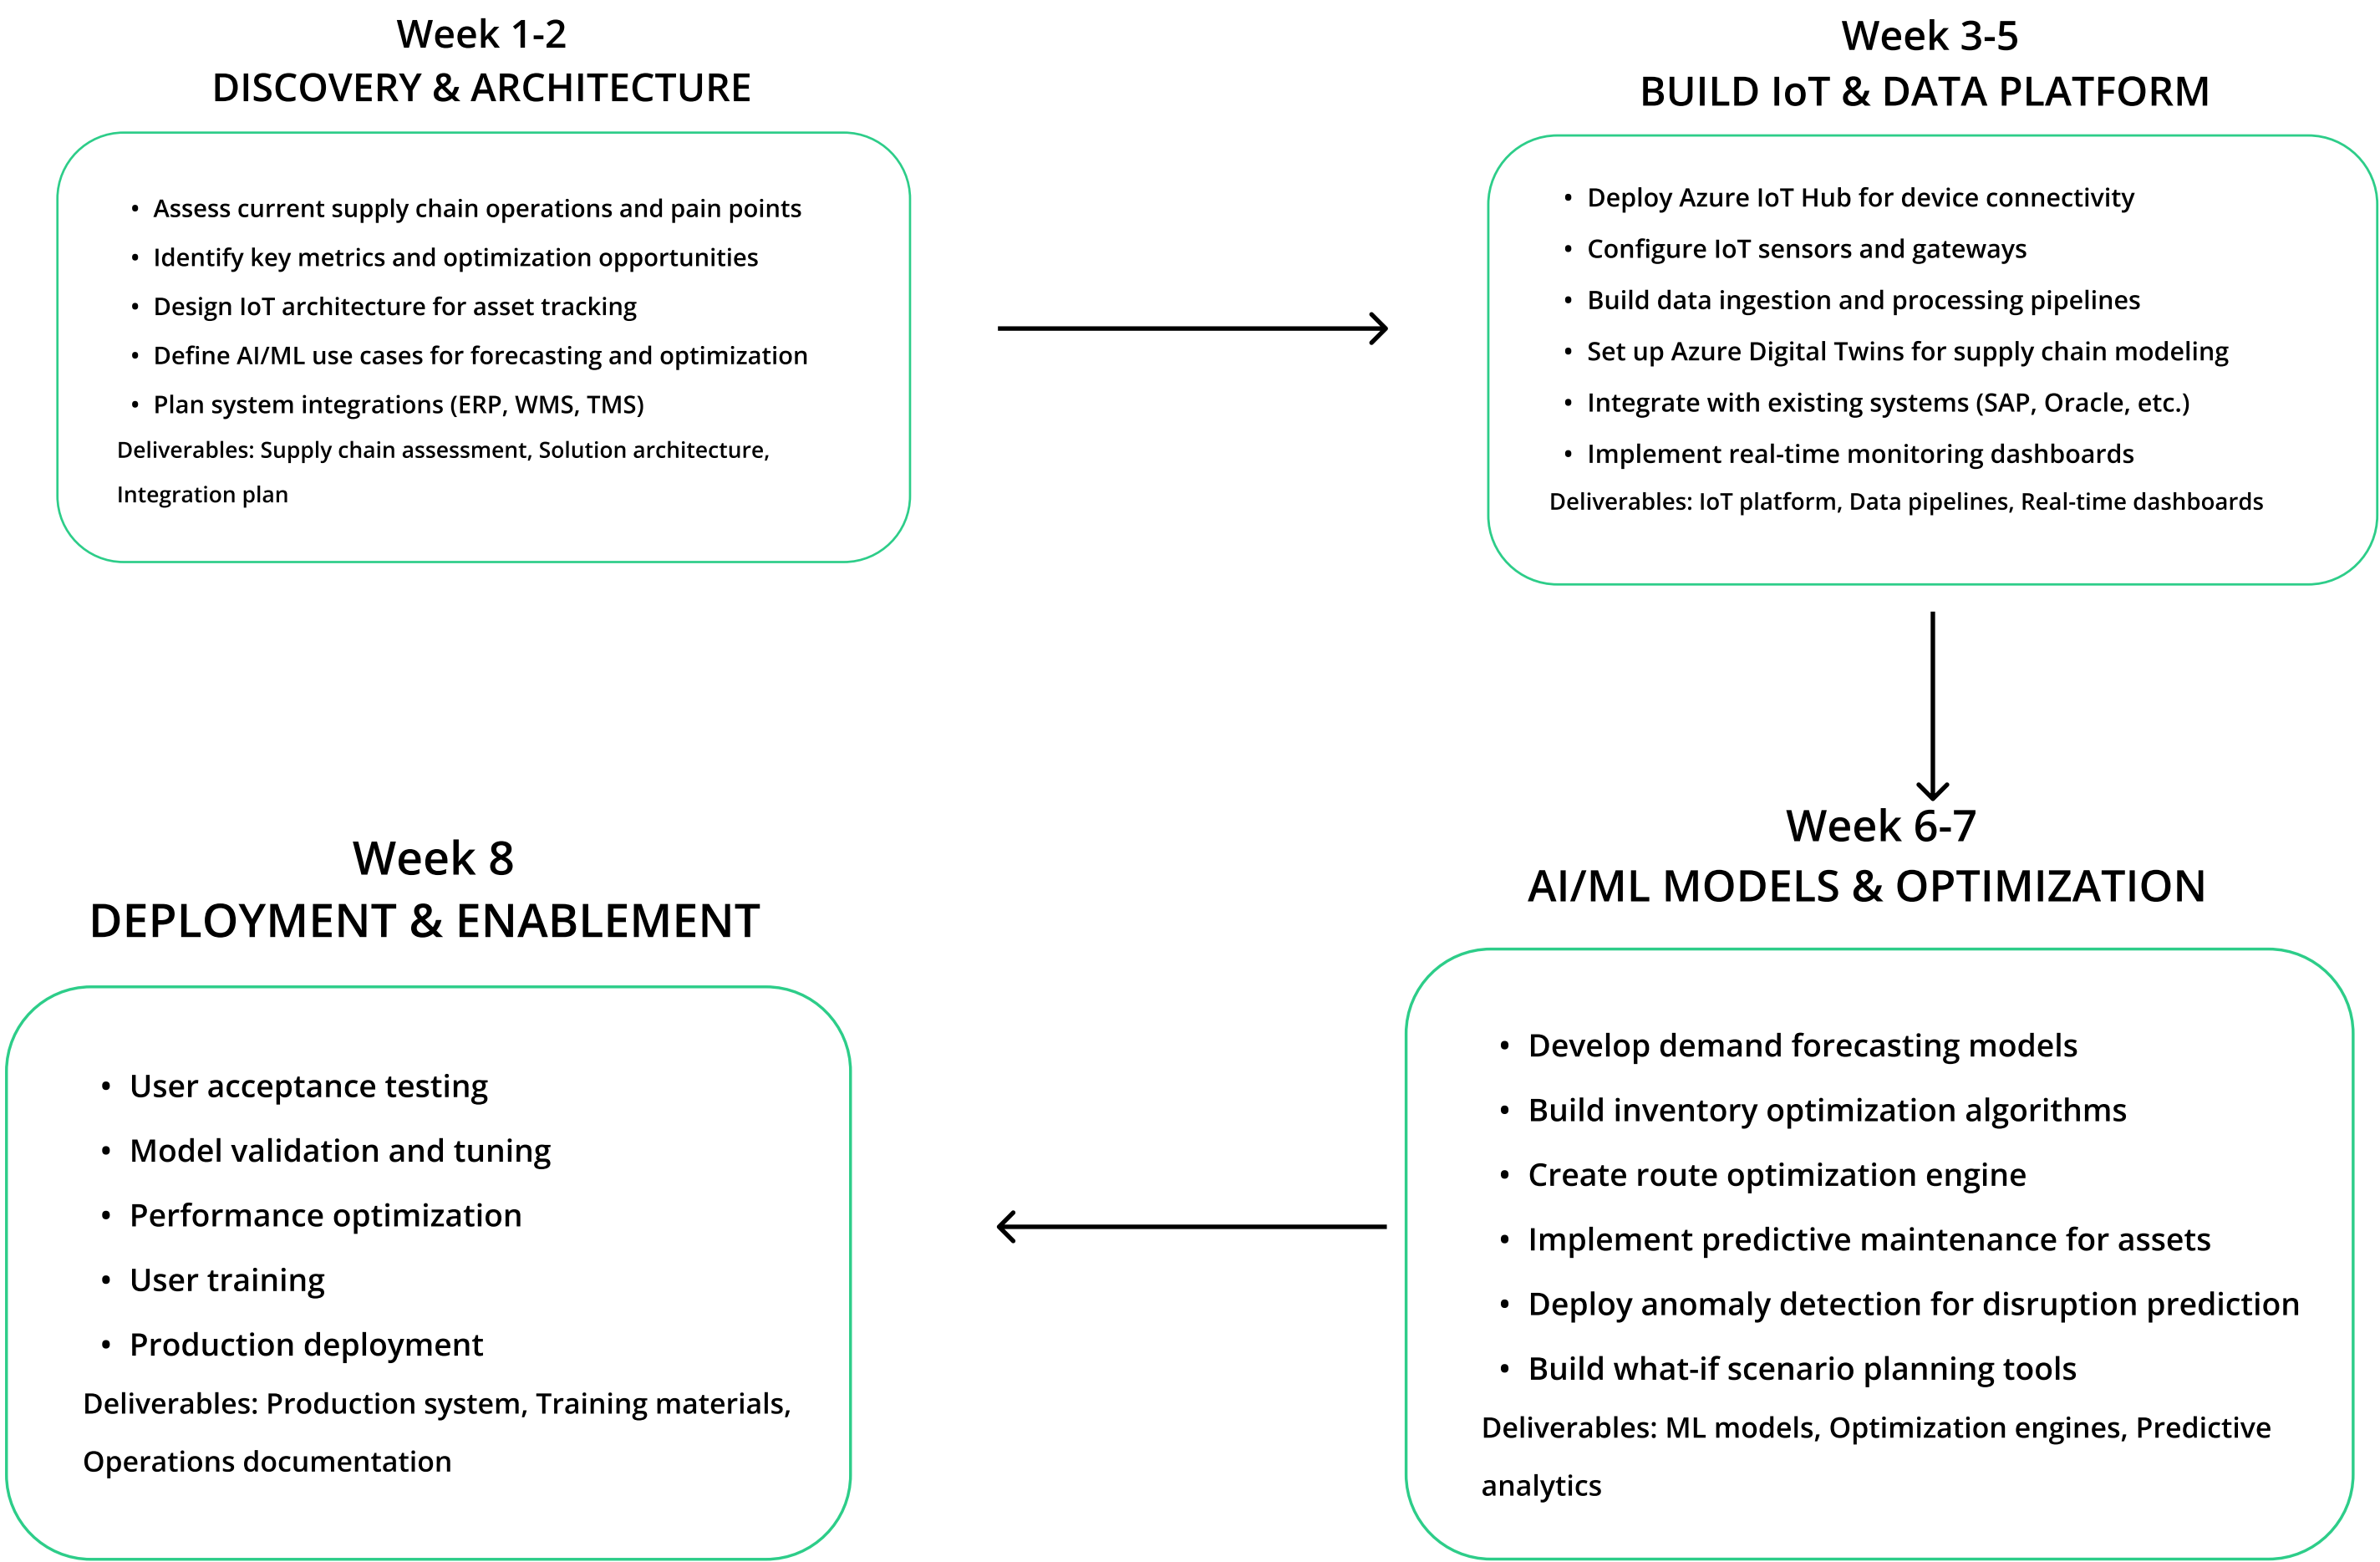 Week 1-2
DISCOVERY & ARCHITECTURE
• Assess current supply chain operations and pain points
• Identify key metrics and optimization opportunities
• Design IoT architecture for asset tracking
• Define AI/ML use cases for forecasting and optimization
• Plan system integrations (ERP, WMS, TMS)
Deliverables: Supply chain assessment, Solution architecture,
Integration plan
Week 3-5
BUILD IoT & DATA PLATFORM
• Deploy Azure IoT Hub for device connectivity
• Configure IoT sensors and gateways
• Build data ingestion and processing pipelines
• Set up Azure Digital Twins for supply chain modeling
• Integrate with existing systems (SAP, Oracle, etc.)
• Implement real-time monitoring dashboards
Deliverables: IoT platform, Data pipelines, Real-time dashboards
Week 6-7
AI/ML MODELS & OPTIMIZATION
• Develop demand forecasting models
• Build inventory optimization algorithms
• Create route optimization engine
• Implement predictive maintenance for assets
• Deploy anomaly detection for disruption prediction
• Build what-if scenario planning tools
Deliverables: ML models, Optimization engines, Predictive
analytics
Week 8
DEPLOYMENT & ENABLEMENT
• User acceptance testing
• Model validation and tuning
• Performance optimization
• User training
• Production deployment
Deliverables: Production system, Training materials,
Operations documentation